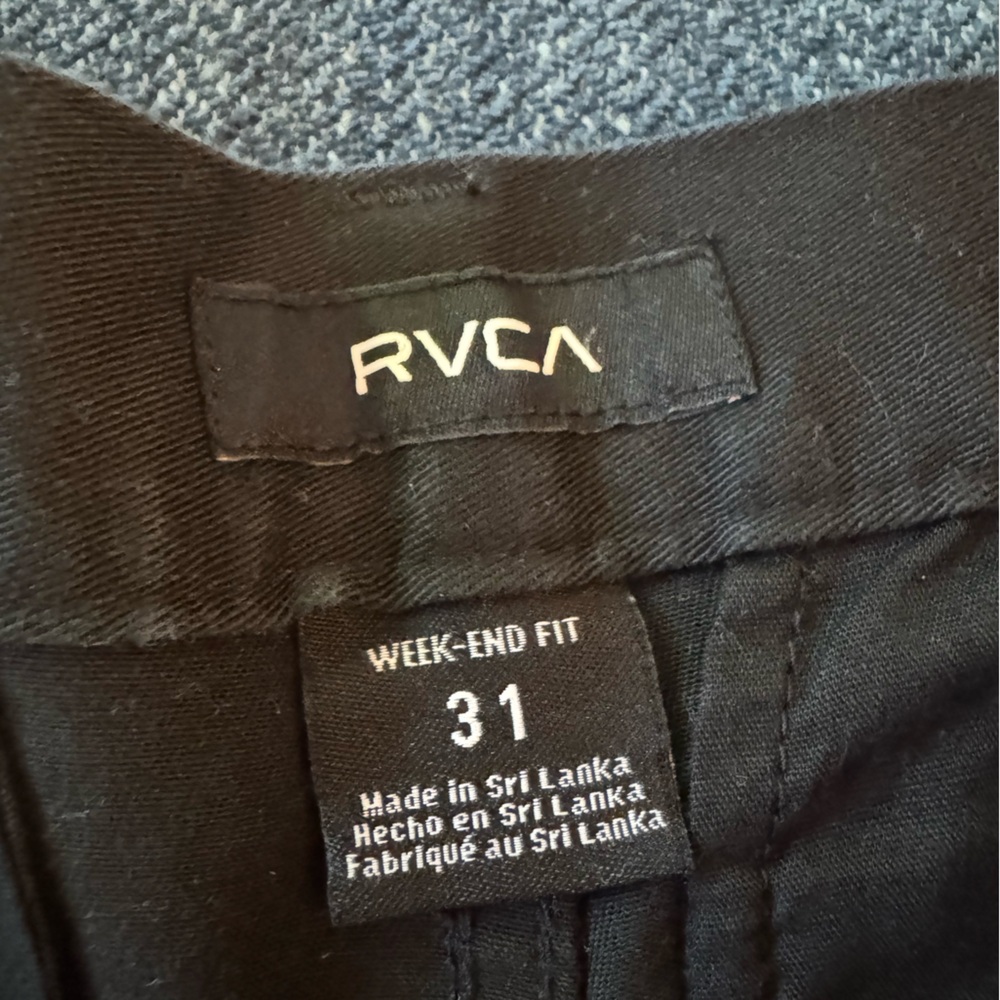 RVCA
WEEK-END FIT
31
Made in Sri Lanka
Hecho en Sri Lanka
Fabriqué au Sri Lanka